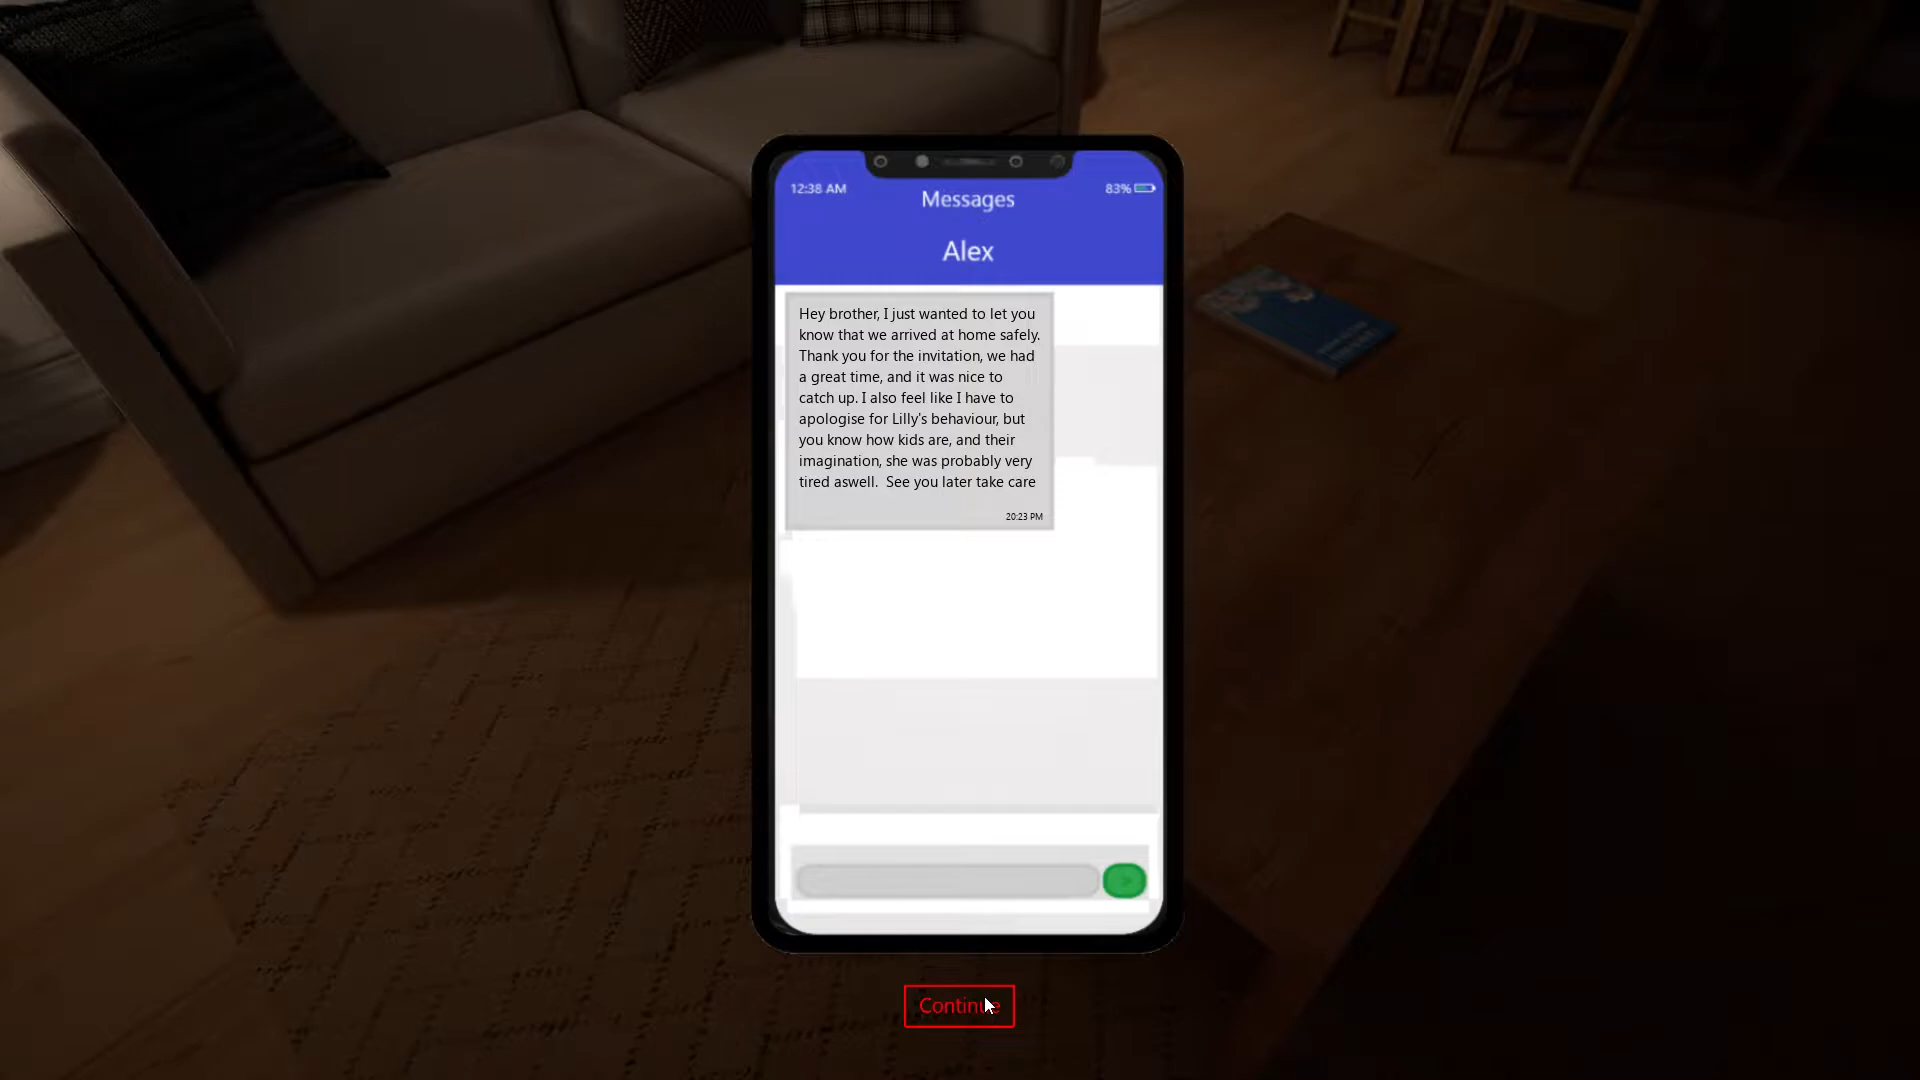 12:38 AM
83%
Messages
Alex
Hey brother, I just wanted to let you
know that we arrived at home safely.
Thank you for the invitation, we had
a great time, and it was nice to
catch up. I also feel like I have to
apologise for Lilly's behaviour, but
you know how kids are, and their
imagination, she was probably very
tired aswell.  See you later take care
20:23 PM
Continue